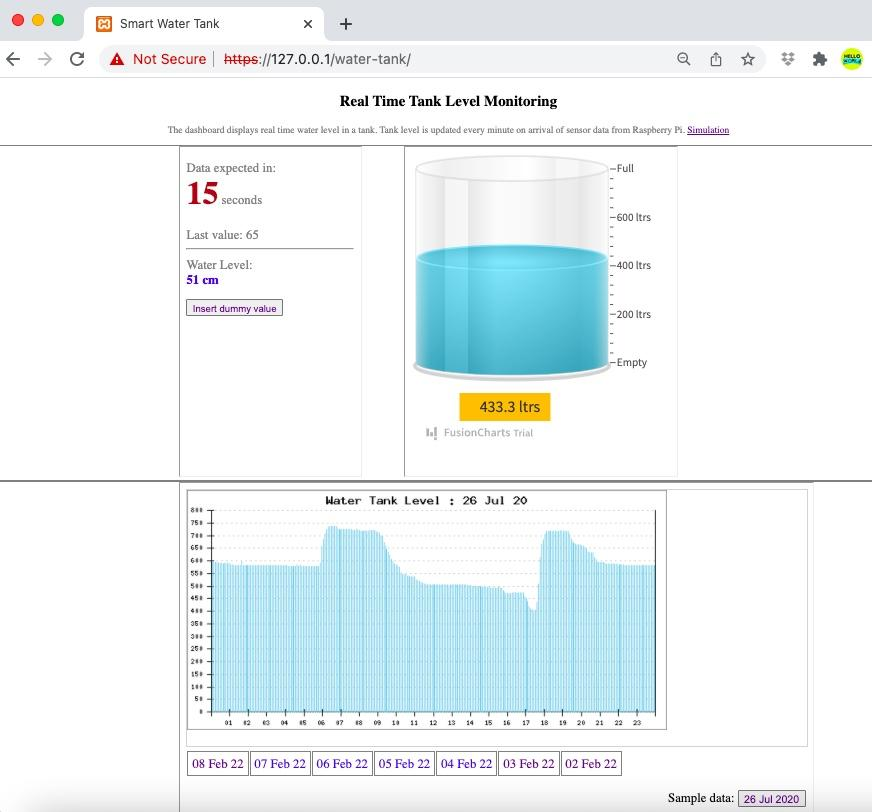 Smart Water Tank
Not Secure https://127.0.0.1/water-tank/
HELLO
Real Time Tank Level Monitoring
The dashboard displays real time water level in a tank. Tank level is updated every minute on arrival of sensor data from Raspberry Pi. Simulation
Data expected in:
15 seconds
Last value: 65
Water Level:
51 cm
Insert dummy value
Full
600 ltrs
400 ltrs
200 ltrs
Empty
433.3 ltrs
FusionCharts Trial
Water Tank Level : 26 Jul 20
800
750
700
650
600
550
500
450
400
350
300
250
200
150
100
50
0
01 02 03 04 05 06 07 08 09 10 11 12 13 14 15 16 17 18 19 20 21 22 23
08 Feb 22 07 Feb 22 06 Feb 22 05 Feb 22 04 Feb 22 03 Feb 22 02 Feb 22
Sample data: 26 Jul 2020